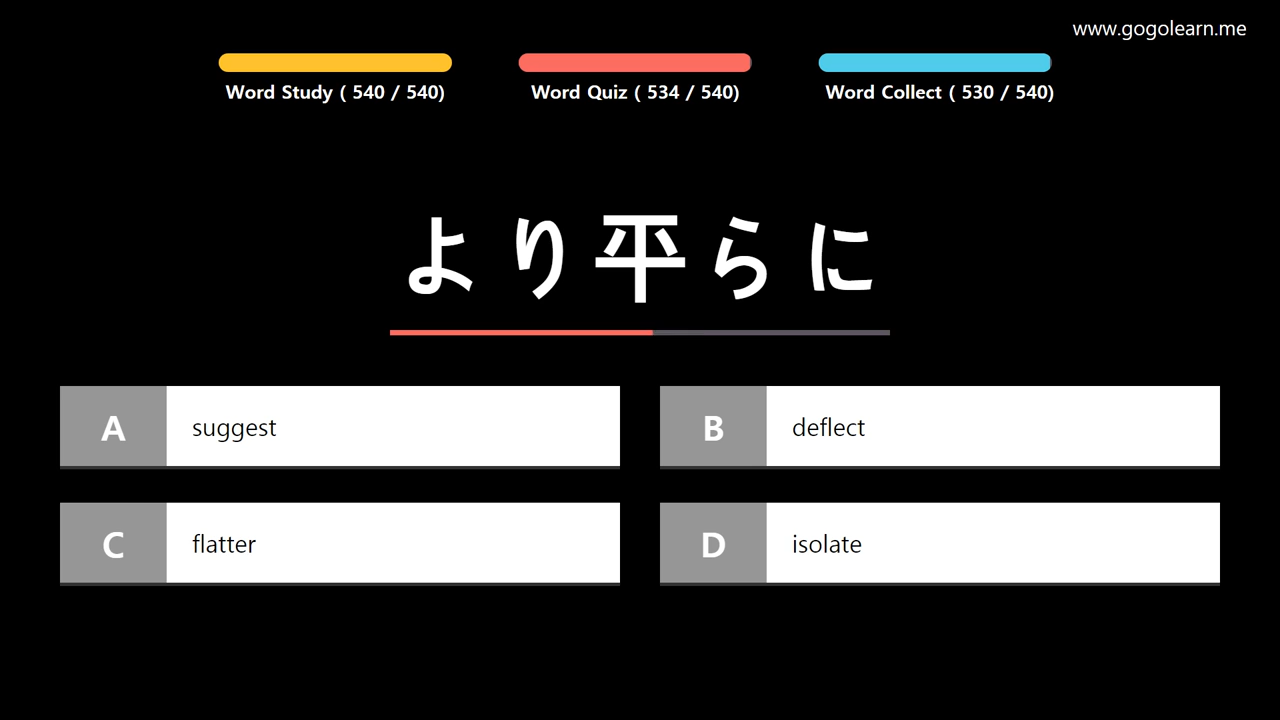 www.gogolearn.me
Word Study ( 540 / 540)
Word Quiz ( 534 / 540)
Word Collect ( 530 / 540)
より平らに
A suggest
B deflect
C flatter
D isolate